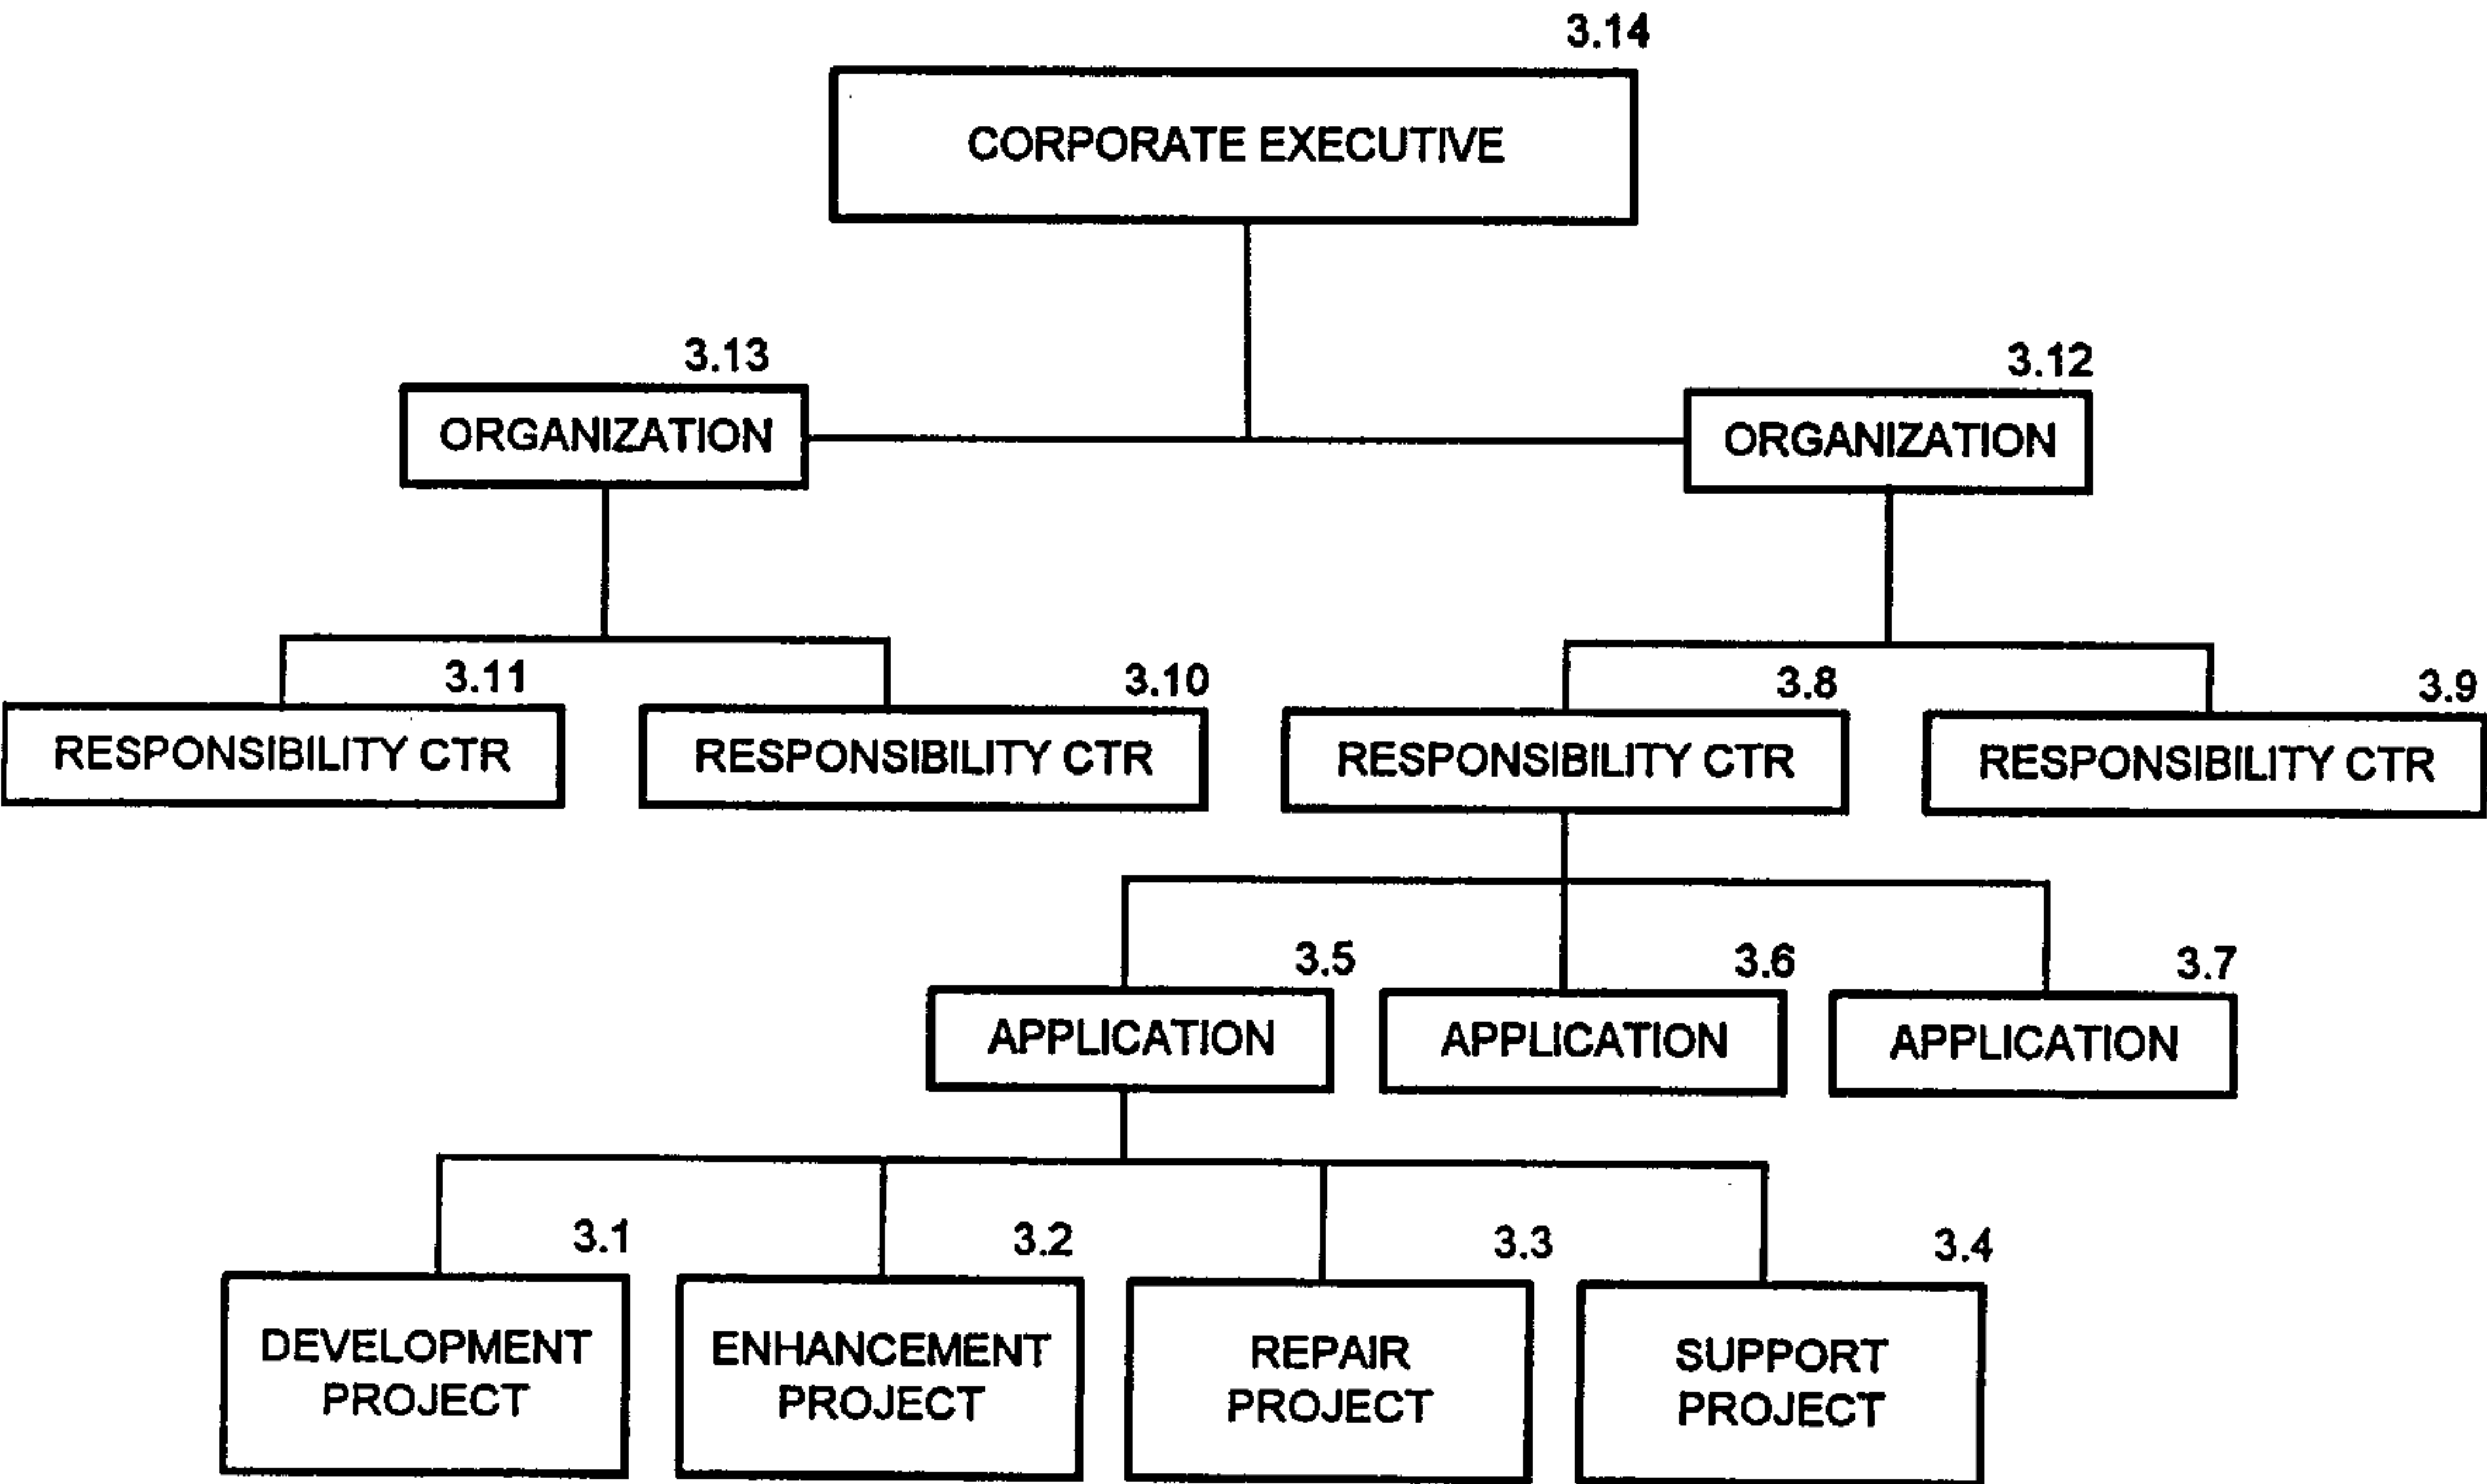 3.14
CORPORATE EXECUTIVE
3.13
3.12
ORGANIZATION
ORGANIZATION
3.11
3.10
3.8
3.9
RESPONSIBILITY CTR
RESPONSIBILITY CTR
RESPONSIBILITY CTR
RESPONSIBILITY CTR
3.5
3.6
3.7
APPLICATION
APPLICATION
APPLICATION
3.1
3.2
3.3
3.4
DEVELOPMENT
PROJECT
ENHANCEMENT
PROJECT
REPAIR
PROJECT
SUPPORT
PROJECT